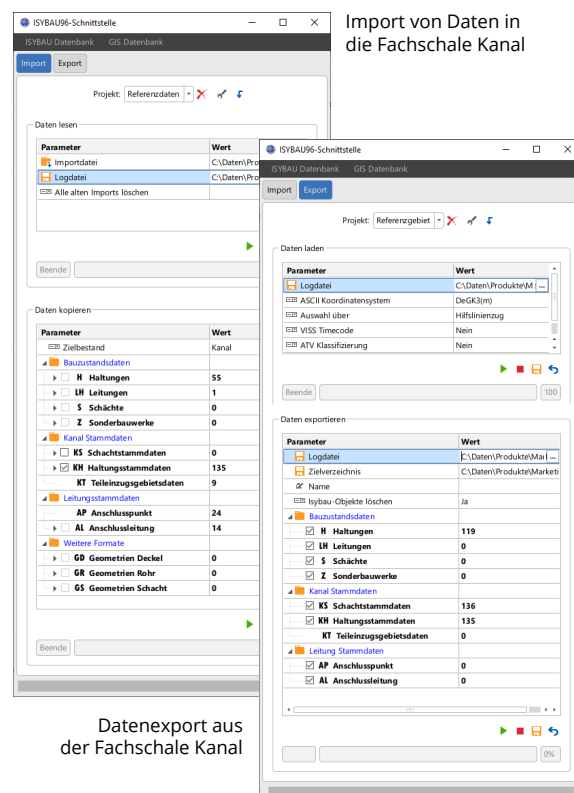 ISYBAU96-Schnittstelle
ISYBAU Datenbank GIS Datenbank
Import Export
Projekt: Referenzdaten
Daten lesen
Parameter Wert
Importdatei C:\Daten\Pro
Logdatei C:\Daten\Pro
Alle alten Imports löschen
Beende
Daten kopieren
Parameter Wert
Zielbestand Kanal
Bauzustandsdaten
H Haltungen 55
LH Leitungen 1
S Schächte 0
Z Sonderbauwerke 0
Kanal Stammdaten
KS Schachtstammdaten 0
KH Haltungsstammdaten 135
KT Teileinzugsgebietsdaten 9
Leitungsstammdaten
AP Anschlusspunkt 24
AL Anschlussleitung 14
Weitere Formate
GD Geometrien Deckel 0
GR Geometrien Rohr 0
GS Geometrien Schacht 0
Beende
Import von Daten in
die Fachschale Kanal
ISYBAU96-Schnittstelle
ISYBAU Datenbank GIS Datenbank
Import Export
Projekt: Referenzgebiet
Daten laden
Parameter Wert
Logdatei C:\Daten\Produkte\M ...
ASCII Koordinatensystem DeGK3(m)
Auswahl über Hilfslinienzug
VISS Timecode Nein
ATV Klassifizierung Nein
Beende 100
Daten exportieren
Parameter Wert
Logdatei C:\Daten\Produkte\Mar ...
Zielverzeichnis C:\Daten\Produkte\Marketi
Name
Isybau-Objekte löschen Ja
Bauzustandsdaten
H Haltungen 119
LH Leitungen 0
S Schächte 0
Z Sonderbauwerke 0
Kanal Stammdaten
KS Schachtstammdaten 136
KH Haltungsstammdaten 135
KT Teileinzugsgebietsdaten 0
Leitung Stammdaten
AP Anschlusspunkt 0
AL Anschlussleitung 0
0%
Datenexport aus
der Fachschale Kanal